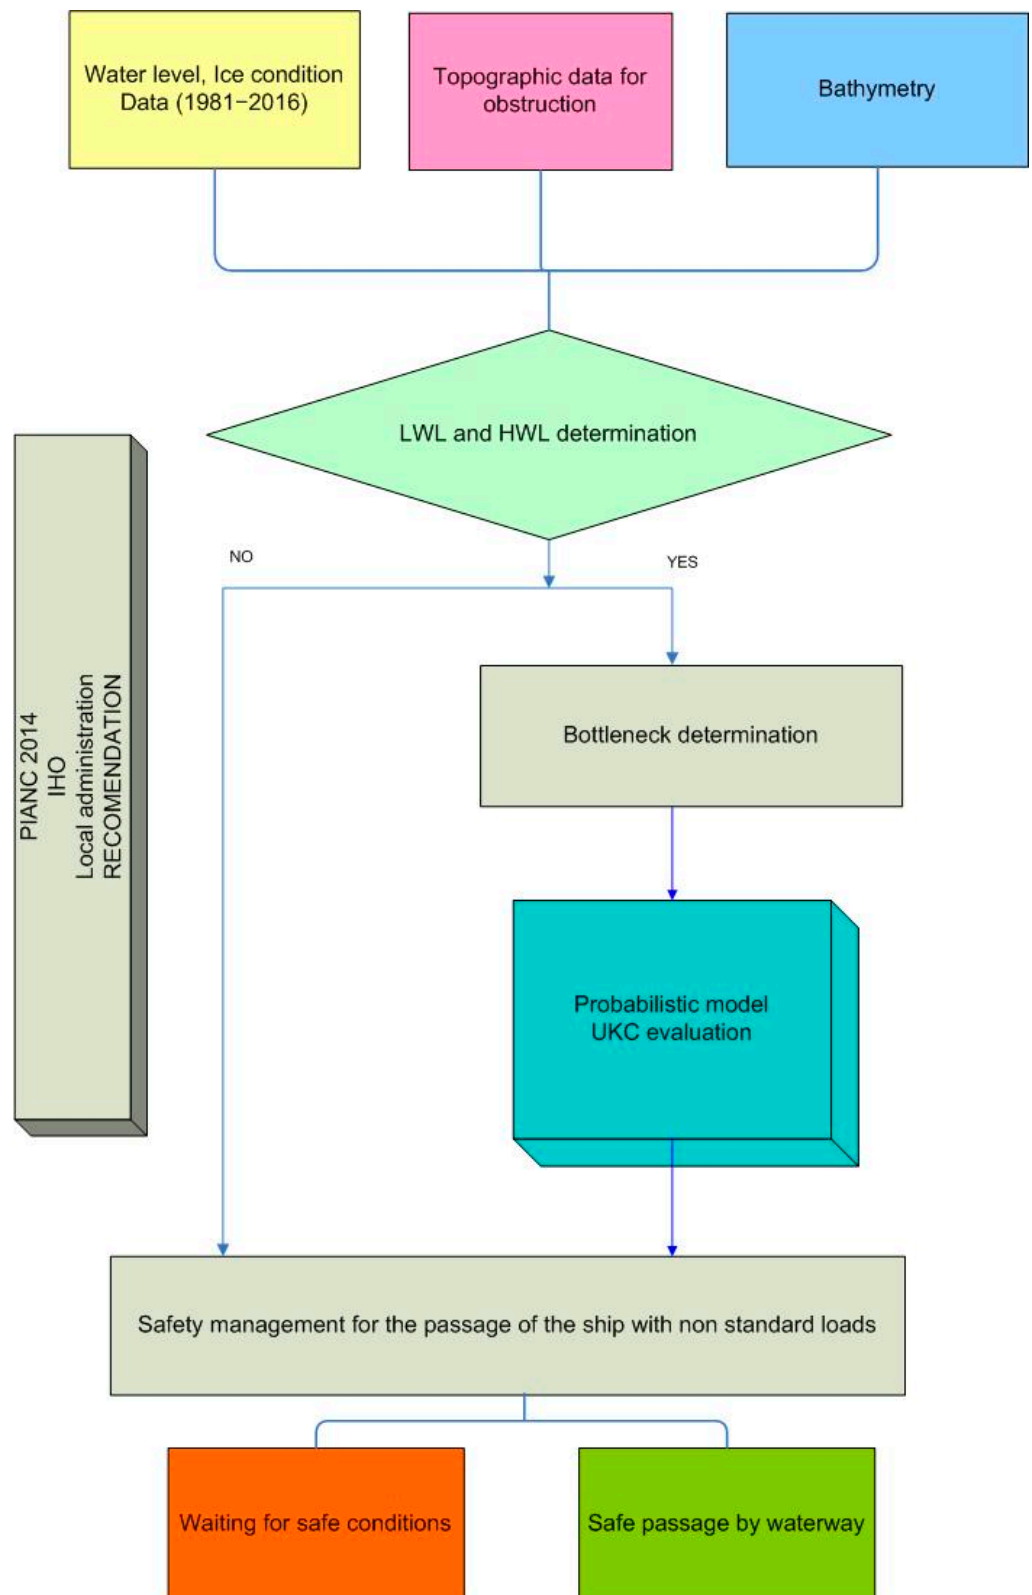 Water level, Ice condition
Data (1981−2016)
Topographic data for
obstruction
Bathymetry
LWL and HWL determination
NO
YES
PIANC 2014
IHO
Local administration
RECOMENDATION
Bottleneck determination
Probabilistic model
UKC evaluation
Safety management for the passage of the ship with non standard loads
Waiting for safe conditions
Safe passage by waterway